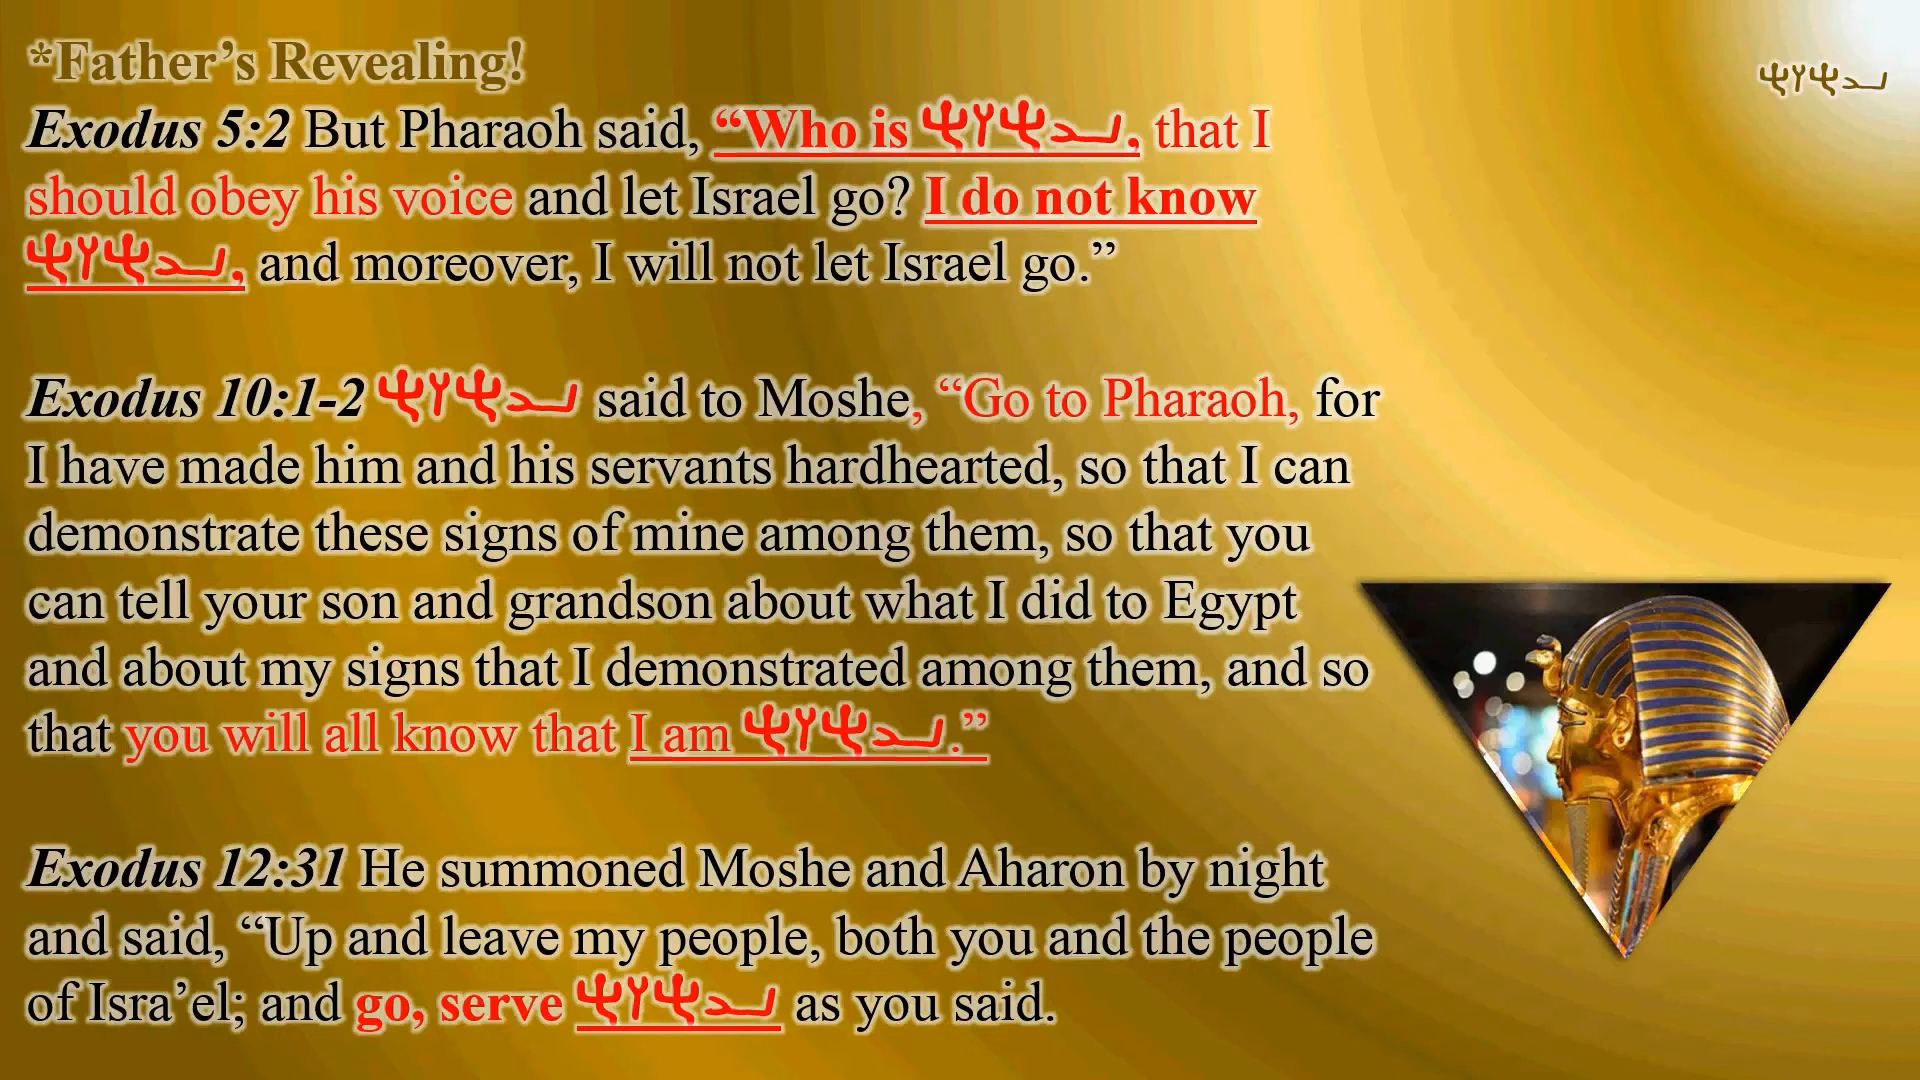 *Father’s Revealing!
𐤉𐤄𐤅𐤄
Exodus 5:2 But Pharaoh said, “Who is 𐤉𐤄𐤅𐤄, that I
should obey his voice and let Israel go? I do not know
𐤉𐤄𐤅𐤄, and moreover, I will not let Israel go.”
Exodus 10:1-2 𐤉𐤄𐤅𐤄 said to Moshe, “Go to Pharaoh, for
I have made him and his servants hardhearted, so that I can
demonstrate these signs of mine among them, so that you
can tell your son and grandson about what I did to Egypt
and about my signs that I demonstrated among them, and so
that you will all know that I am 𐤉𐤄𐤅𐤄.”
Exodus 12:31 He summoned Moshe and Aharon by night
and said, “Up and leave my people, both you and the people
of Isra’el; and go, serve 𐤉𐤄𐤅𐤄 as you said.